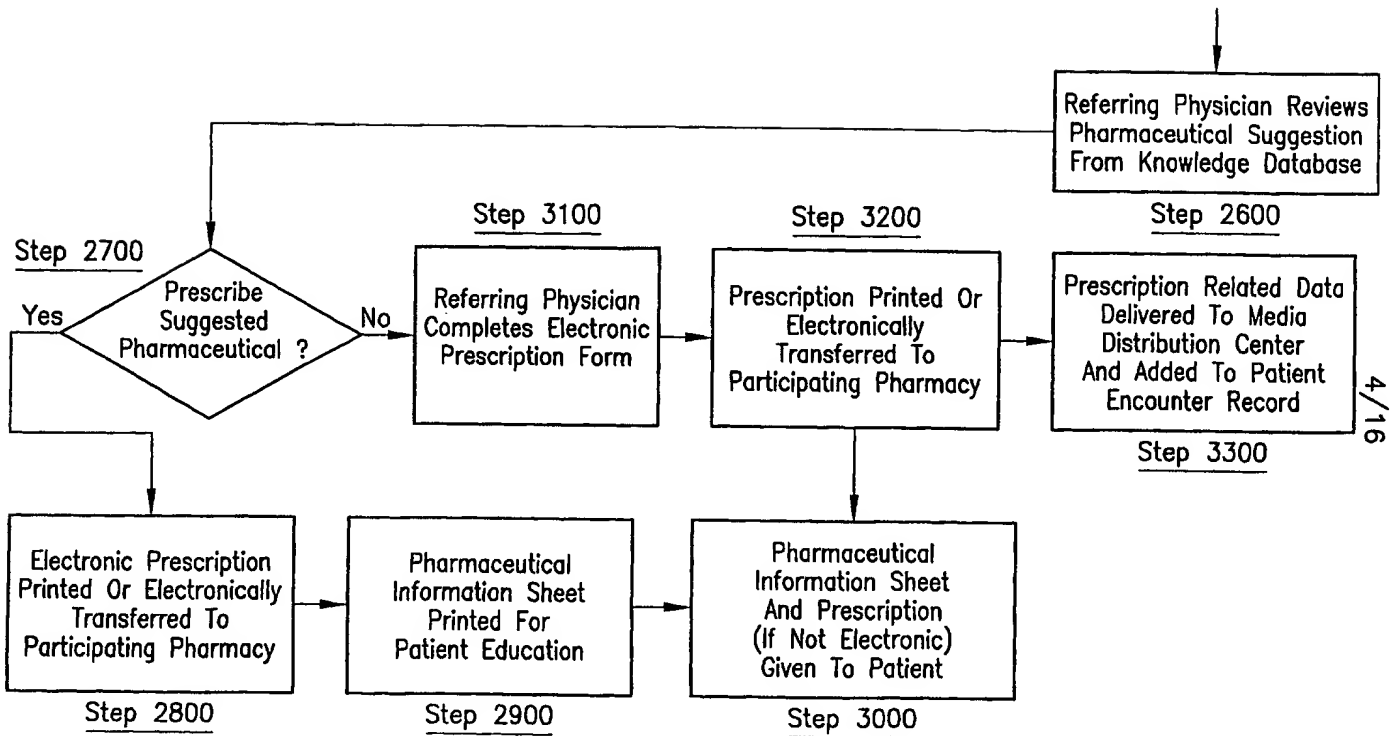 Referring Physician Reviews
Pharmaceutical Suggestion
From Knowledge Database
Step 2600
Step 2700
Prescribe
Suggested
Pharmaceutical ?
Yes
No
Step 3100
Referring Physician
Completes Electronic
Prescription Form
Step 3200
Prescription Printed Or
Electronically
Transferred To
Participating Pharmacy
Prescription Related Data
Delivered To Media
Distribution Center
And Added To Patient
Encounter Record
Step 3300
4/16
Electronic Prescription
Printed Or Electronically
Transferred To
Participating Pharmacy
Step 2800
Pharmaceutical
Information Sheet
Printed For
Patient Education
Step 2900
Pharmaceutical
Information Sheet
And Prescription
(If Not Electronic)
Given To Patient
Step 3000